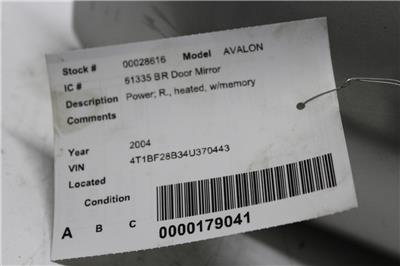 Stock # 00028616 Model AVALON
IC # 61335 BR Door Mirror
Description Power; R., heated, w/memory
Comments
Year 2004
VIN 4T1BF28B34U370443
Located
Condition
A B C 0000179041